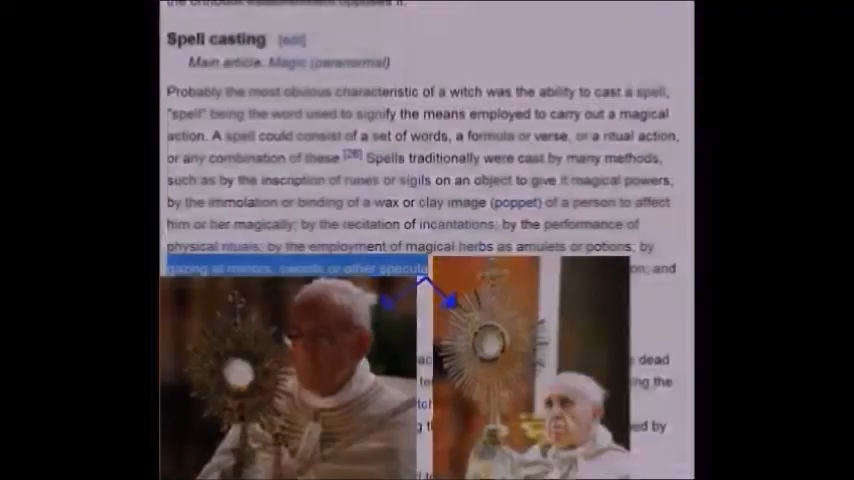 the orthodox establishment opposes it.
Spell casting [edit]
Main article: Magic (paranormal)
Probably the most obvious characteristic of a witch was the ability to cast a spell,
"spell" being the word used to signify the means employed to carry out a magical
action. A spell could consist of a set of words, a formula or verse, or a ritual action,
or any combination of these.[26] Spells traditionally were cast by many methods,
such as by the inscription of runes or sigils on an object to give it magical powers;
by the immolation or binding of a wax or clay image (poppet) of a person to affect
him or her magically; by the recitation of incantations; by the performance of
physical rituals; by the employment of magical herbs as amulets or potions; by
gazing at mirrors, swords or other specula on; and
dead
the
by